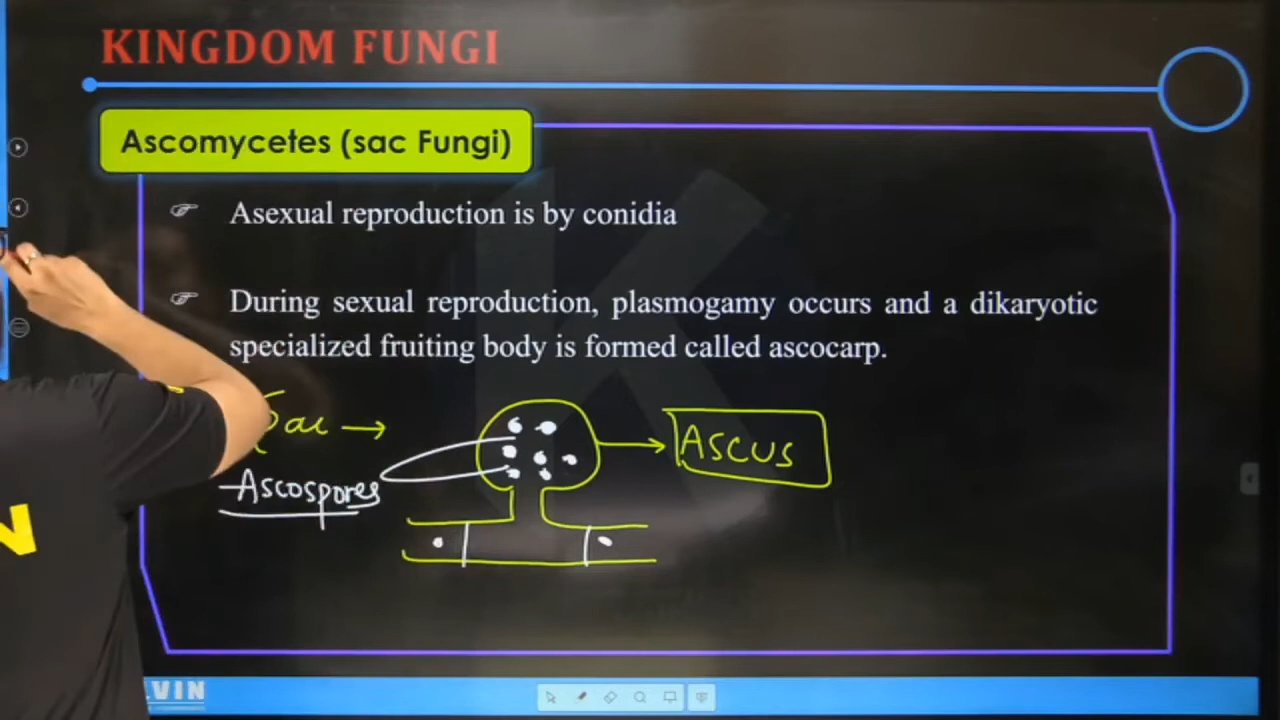 KINGDOM FUNGI
Ascomycetes (sac Fungi)
Asexual reproduction is by conidia
During sexual reproduction, plasmogamy occurs and a dikaryotic
specialized fruiting body is formed called ascocarp.
Sac →
ASCUS
Ascospores